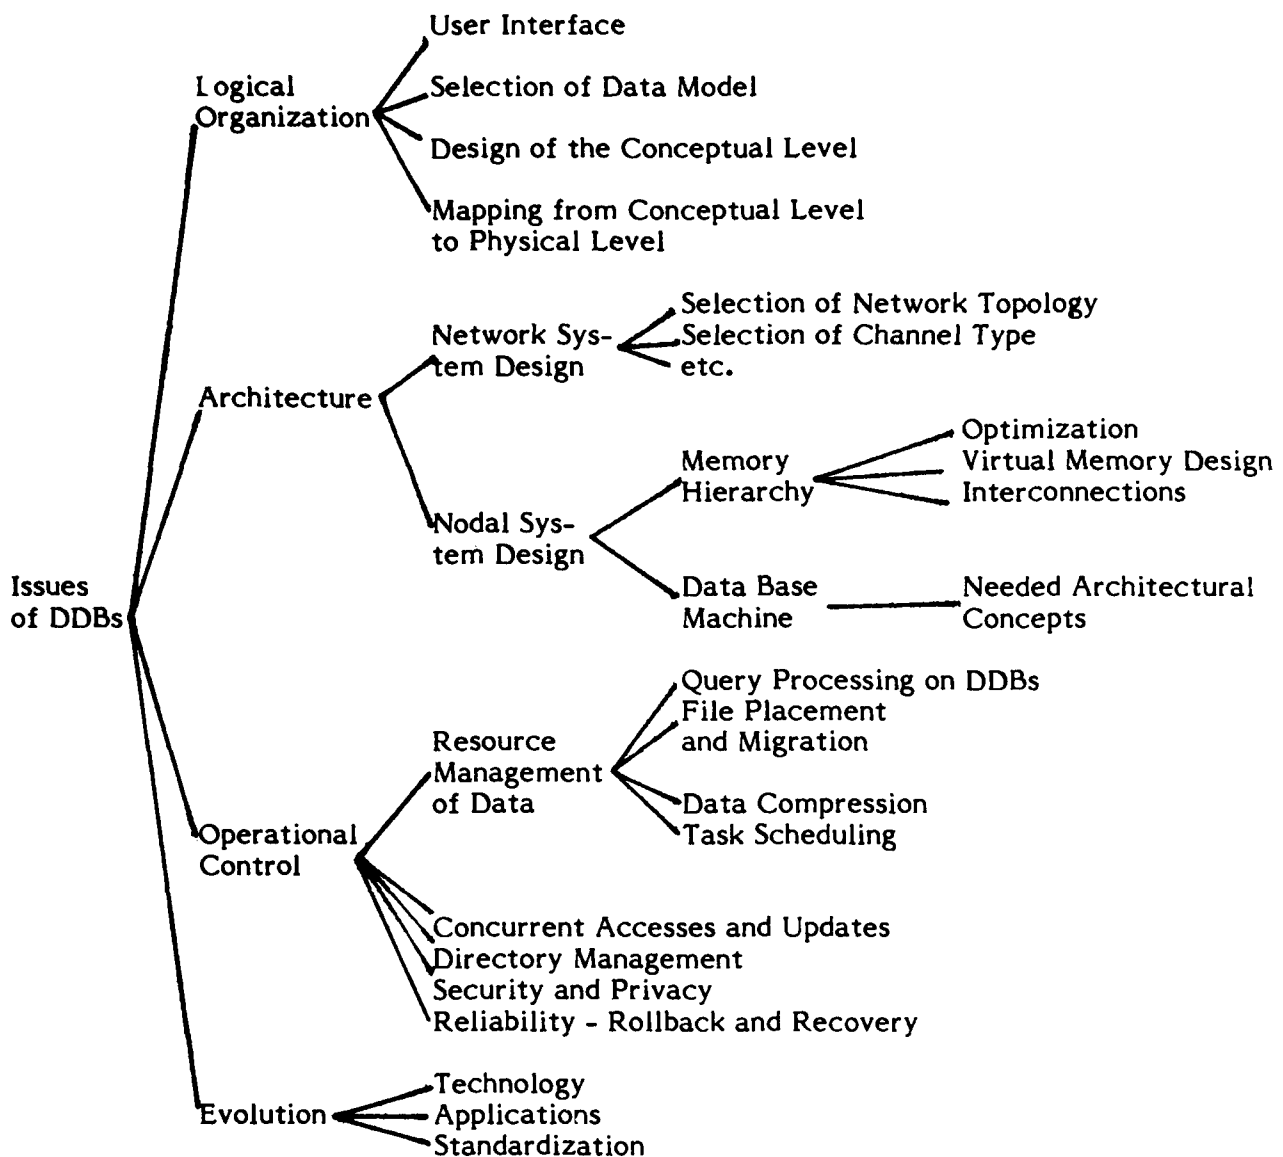 User Interface
Logical
Organization
Selection of Data Model
Design of the Conceptual Level
Mapping from Conceptual Level
to Physical Level
Architecture
Network Sys-
tem Design
Selection of Network Topology
Selection of Channel Type
etc.
Nodal Sys-
tem Design
Memory
Hierarchy
Optimization
Virtual Memory Design
Interconnections
Data Base
Machine
Needed Architectural
Concepts
Issues
of DDBs
Operational
Control
Resource
Management
of Data
Query Processing on DDBs
File Placement
and Migration
Data Compression
Task Scheduling
Concurrent Accesses and Updates
Directory Management
Security and Privacy
Reliability - Rollback and Recovery
Evolution
Technology
Applications
Standardization